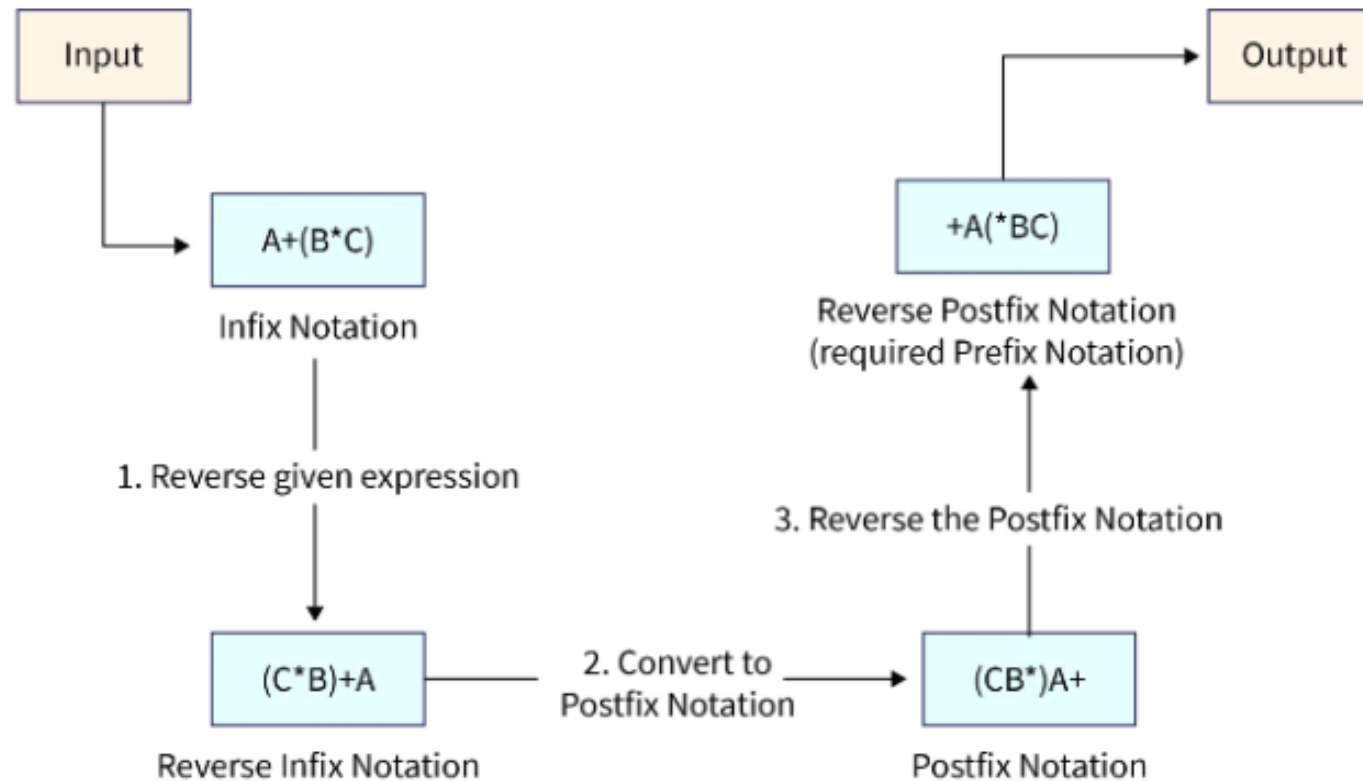 Input
A+(B*C)
Infix Notation
1. Reverse given expression
(C*B)+A
Reverse Infix Notation
2. Convert to
Postfix Notation
(CB*)A+
Postfix Notation
3. Reverse the Postfix Notation
+A(*BC)
Reverse Postfix Notation
(required Prefix Notation)
Output